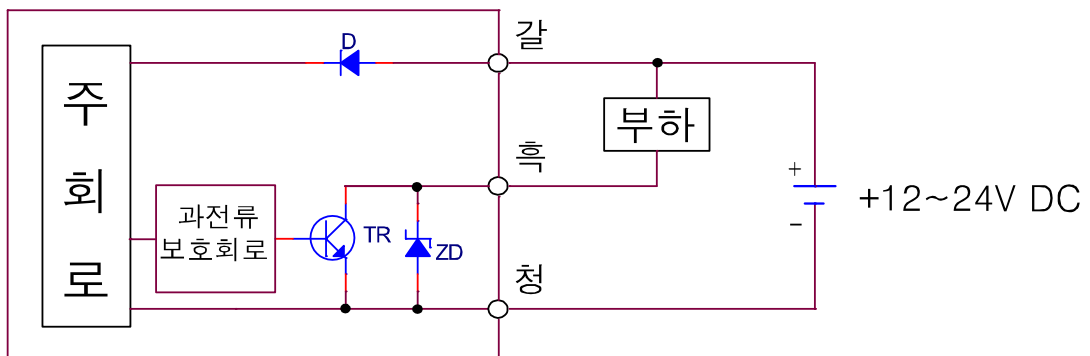 갈
D
주
회
로
부하
흑
+
-
+12~24V DC
과전류
보호회로
TR
ZD
청